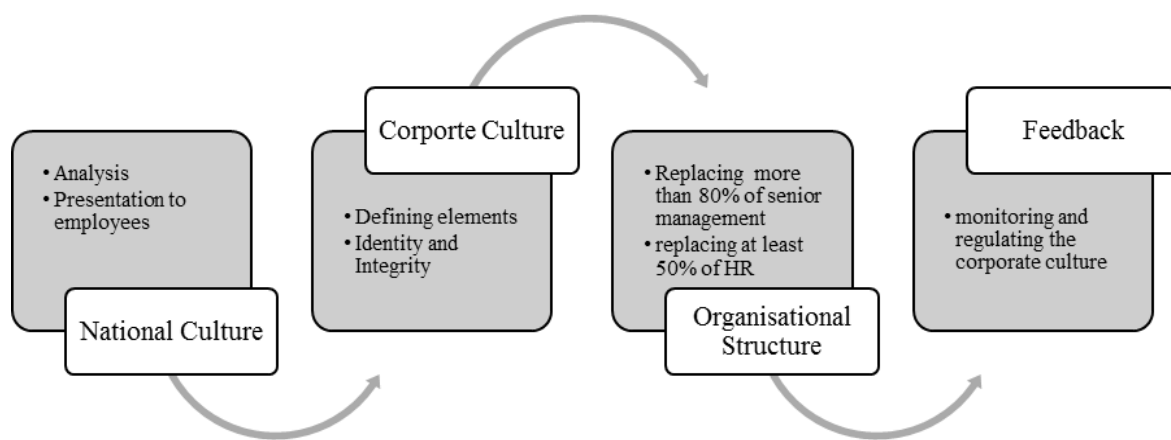 • Analysis
• Presentation to
employees
National Culture
Corporte Culture
• Defining elements
• Identity and
Integrity
• Replacing more
than 80% of senior
management
• replacing at least
50% of HR
Organisational
Structure
Feedback
• monitoring and
regulating the
corporate culture